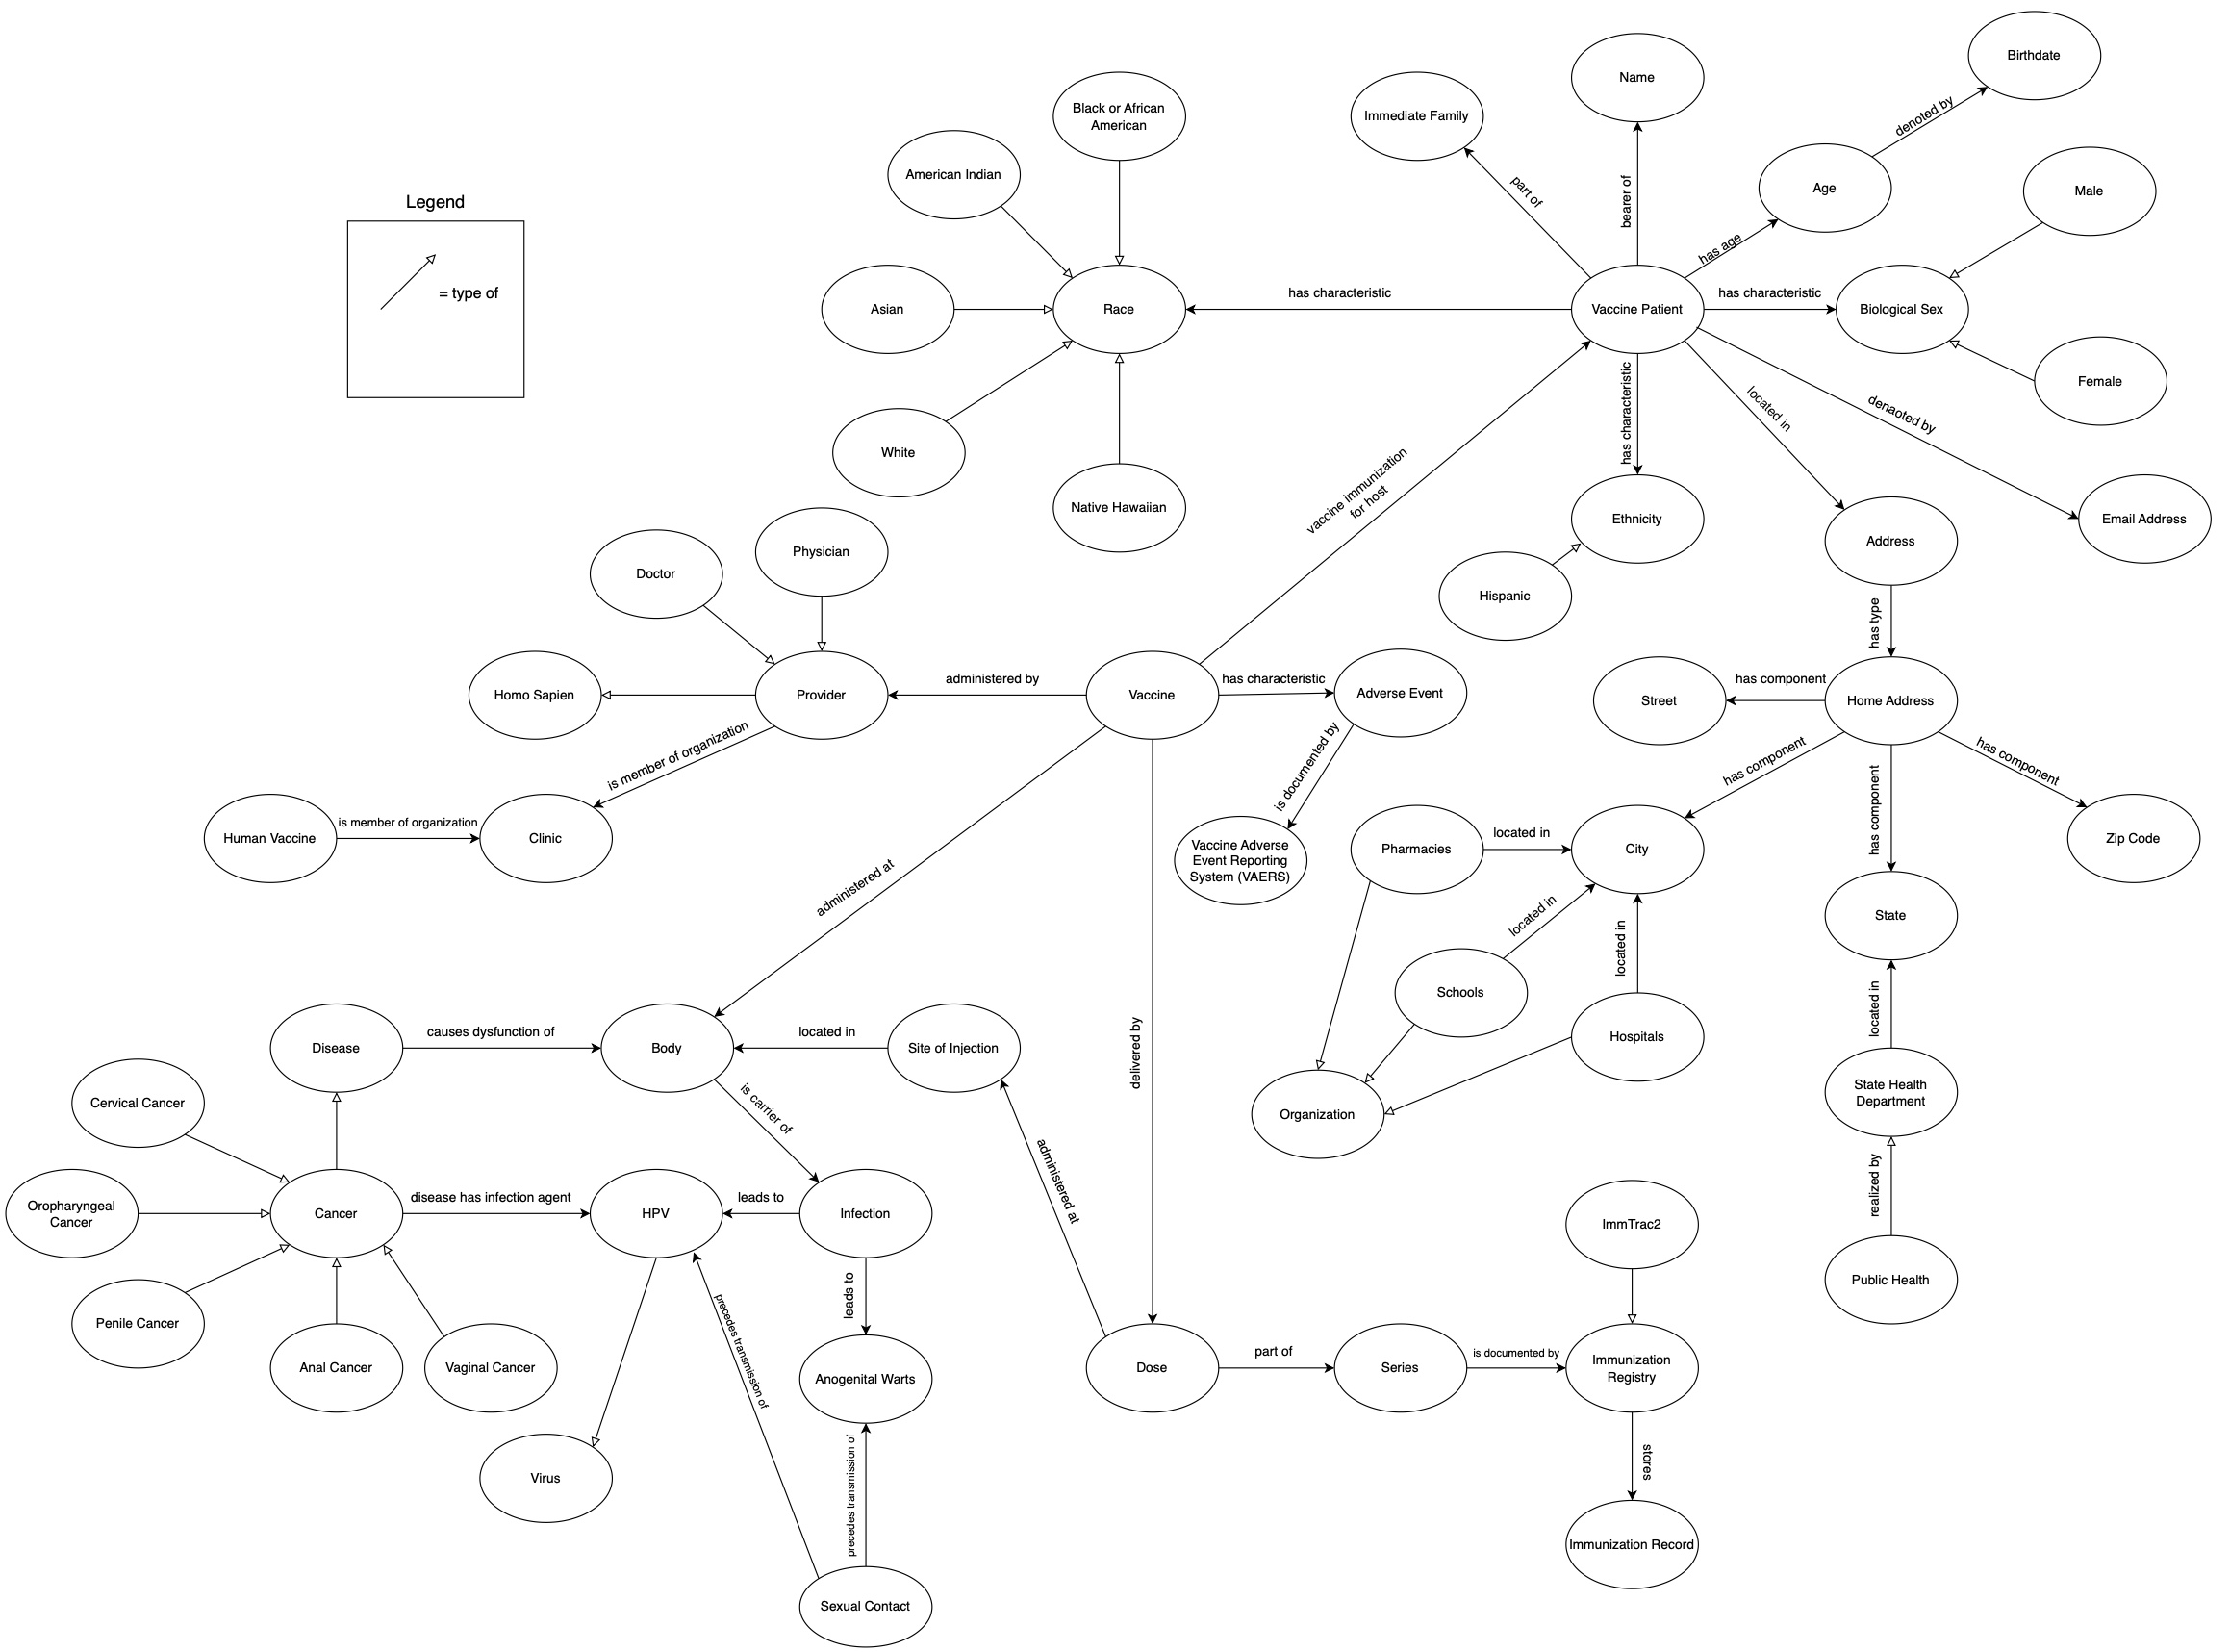 Birthdate
Name
Black or African
American
Immediate Family
denoted by
American Indian
Age
Male
part of
bearer of
Legend
= type of
has age
has characteristic
has characteristic
Asian
Race
Vaccine Patient
Biological Sex
has characteristic
located in
denaoted by
Female
White
vaccine immunization
for host
Native Hawaiian
Ethnicity
Email Address
Address
Physician
Doctor
Hispanic
has type
administered by
has characteristic
has component
Homo Sapien
Provider
Vaccine
Adverse Event
Street
Home Address
is member of organization
is documented by
has component
has component
has component
is member of organization
Human Vaccine
Clinic
Vaccine Adverse
Event Reporting
System (VAERS)
Pharmacies
located in
City
Zip Code
administered at
located in
located in
State
Schools
causes dysfunction of
located in
Disease
Body
Site of Injection
Hospitals
located in
delivered by
is carrier of
Cervical Cancer
Organization
State Health
Department
administered at
realized by
disease has infection agent
leads to
Oropharyngeal
Cancer
Cancer
HPV
Infection
ImmTrac2
Public Health
leads to
Penile Cancer
precedes transmission of
Anal Cancer
Vaginal Cancer
Anogenital Warts
Dose
part of
Series
is documented by
Immunization
Registry
stores
Virus
precedes transmission of
Immunization Record
Sexual Contact